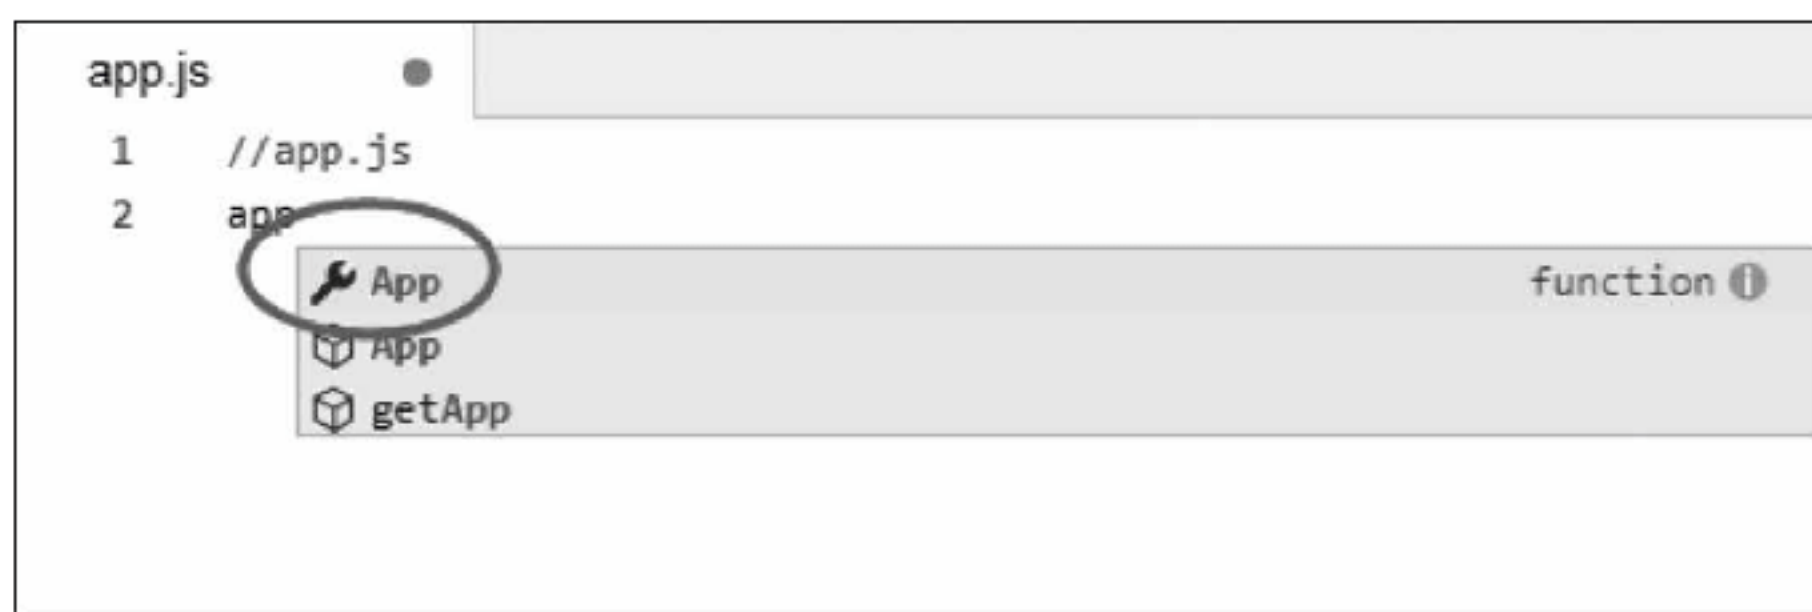 app.js
1 //app.js
2 app
App function
App
getApp